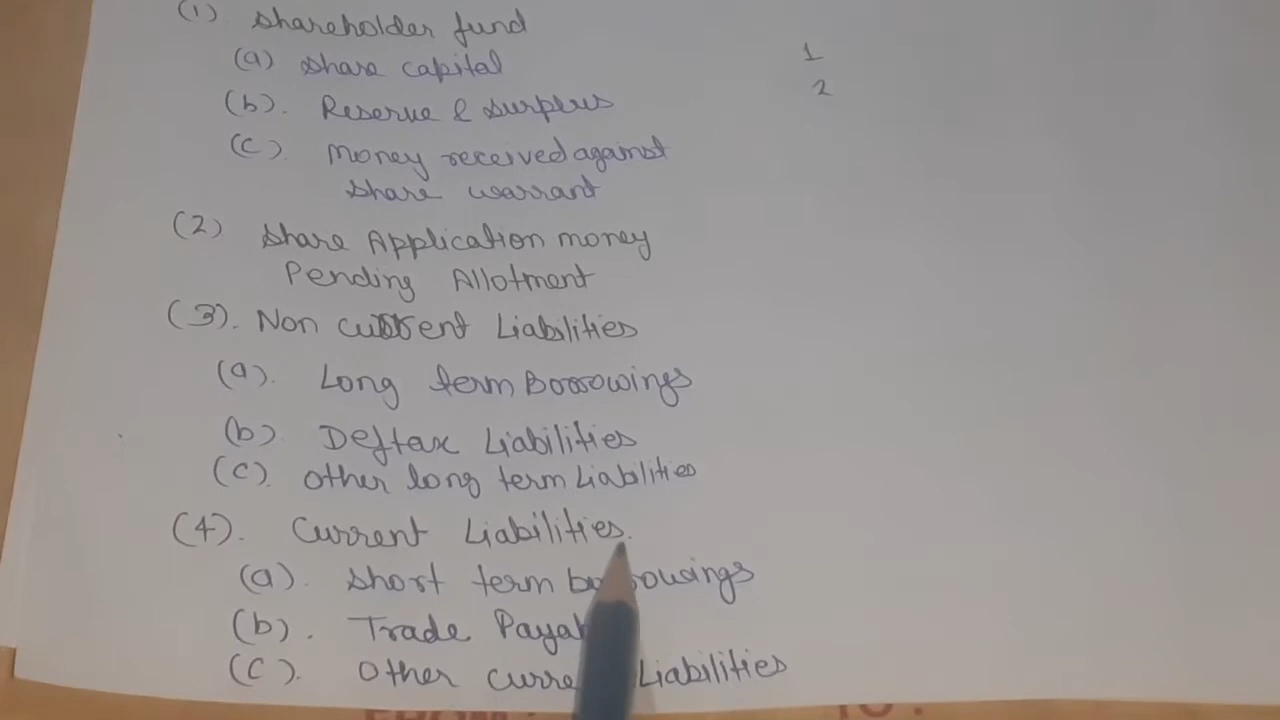 (1) Shareholder fund
(a) Share capital 1
(b). Reserve & Surplus 2
(c). Money received against
Share warrant
(2) Share Application money
Pending Allotment
(3). Non current Liabilities
(a). Long term Borrowings
(b). Def tax Liabilities
(c). Other long term Liabilities
(4). Current Liabilities.
(a). Short term borrowings
(b). Trade
(c). Other Liabilities